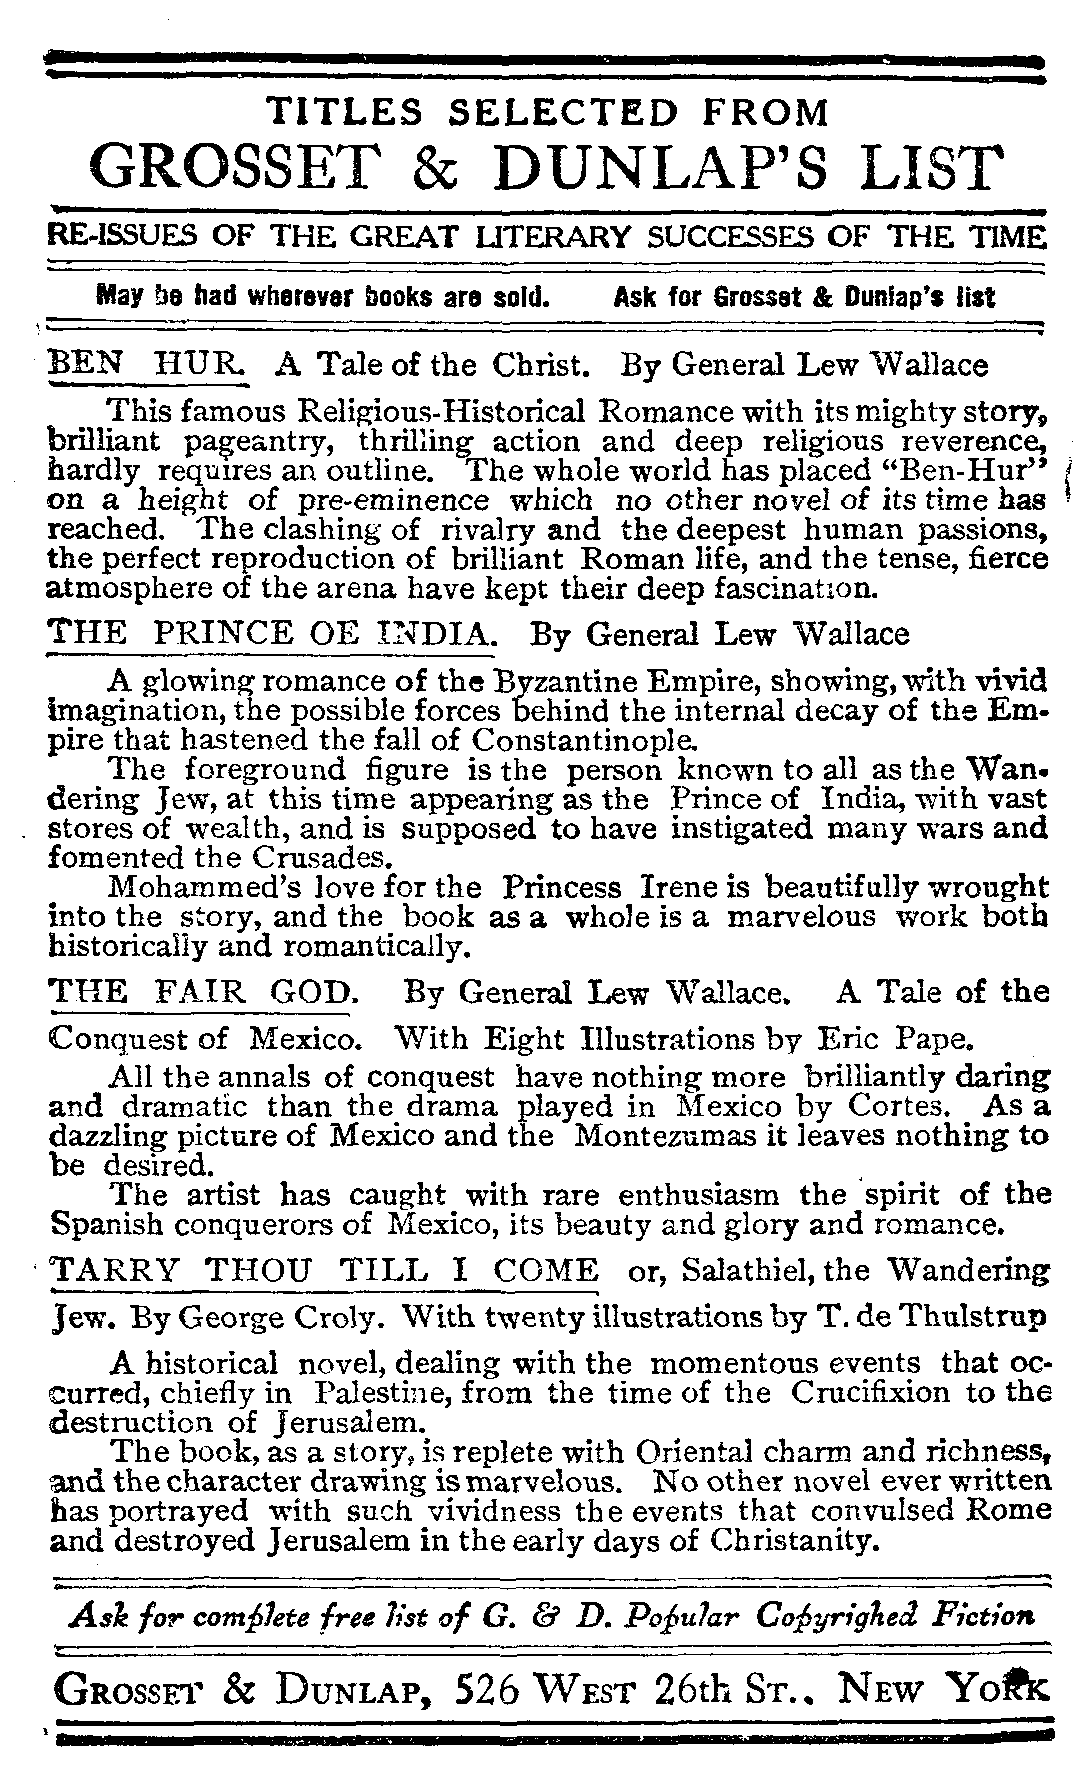 TITLES SELECTED FROM
GROSSET & DUNLAP'S LIST
RE-ISSUES OF THE GREAT LITERARY SUCCESSES OF THE TIME
May be had wherever books are sold. Ask for Grosset & Dunlap's list
BEN HUR. A Tale of the Christ. By General Lew Wallace
This famous Religious-Historical Romance with its mighty story,
brilliant pageantry, thrilling action and deep religious reverence,
hardly requires an outline. The whole world has placed "Ben-Hur"
on a height of pre-eminence which no other novel of its time has
reached. The clashing of rivalry and the deepest human passions,
the perfect reproduction of brilliant Roman life, and the tense, fierce
atmosphere of the arena have kept their deep fascination.
THE PRINCE OE INDIA. By General Lew Wallace
A glowing romance of the Byzantine Empire, showing, with vivid
imagination, the possible forces behind the internal decay of the Em-
pire that hastened the fall of Constantinople.
The foreground figure is the person known to all as the Wan-
dering Jew, at this time appearing as the Prince of India, with vast
stores of wealth, and is supposed to have instigated many wars and
fomented the Crusades.
Mohammed's love for the Princess Irene is beautifully wrought
into the story, and the book as a whole is a marvelous work both
historically and romantically.
THE FAIR GOD. By General Lew Wallace. A Tale of the
Conquest of Mexico. With Eight Illustrations by Eric Pape.
All the annals of conquest have nothing more brilliantly daring
and dramatic than the drama played in Mexico by Cortes. As a
dazzling picture of Mexico and the Montezumas it leaves nothing to
be desired.
The artist has caught with rare enthusiasm the spirit of the
Spanish conquerors of Mexico, its beauty and glory and romance.
TARRY THOU TILL I COME or, Salathiel, the Wandering
Jew. By George Croly. With twenty illustrations by T. de Thulstrup
A historical novel, dealing with the momentous events that oc-
curred, chiefly in Palestine, from the time of the Crucifixion to the
destruction of Jerusalem.
The book, as a story, is replete with Oriental charm and richness,
and the character drawing is marvelous. No other novel ever written
has portrayed with such vividness the events that convulsed Rome
and destroyed Jerusalem in the early days of Christanity.
Ask for complete free list of G. & D. Popular Copyrighed Fiction
GROSSET & DUNLAP, 526 WEST 26th ST., NEW YORK